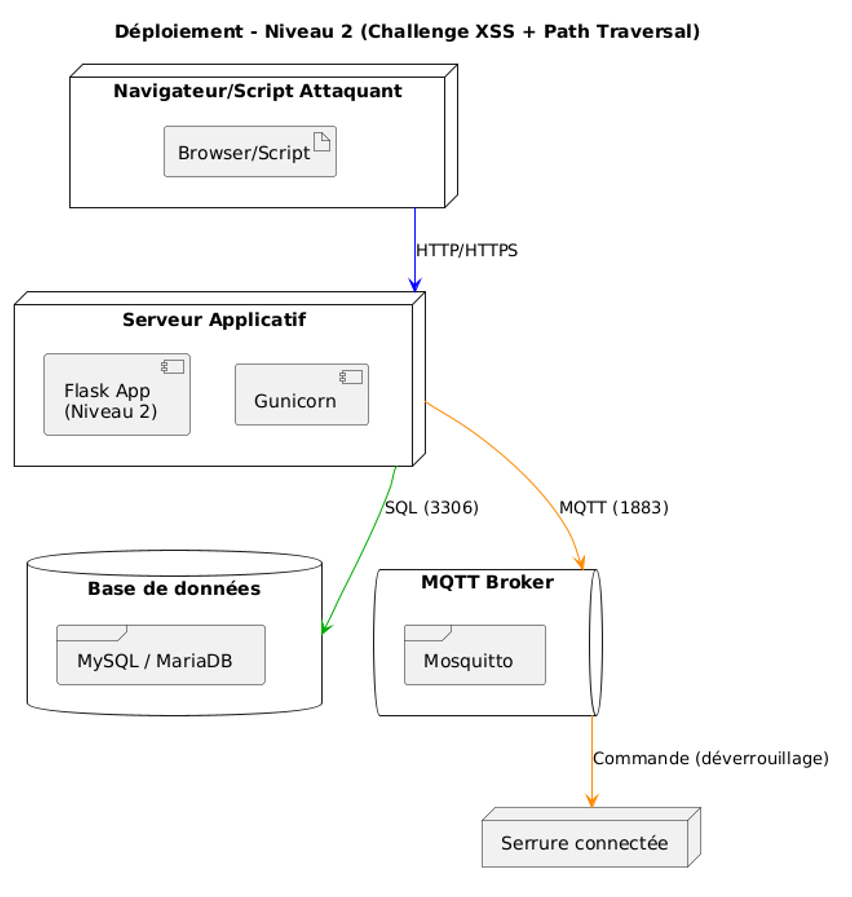 Déploiement - Niveau 2 (Challenge XSS + Path Traversal)
Navigateur/Script Attaquant
Browser/Script
HTTP/HTTPS
Serveur Applicatif
Flask App
(Niveau 2)
Gunicorn
SQL (3306)
MQTT (1883)
Base de données
MySQL / MariaDB
MQTT Broker
Mosquitto
Commande (déverrouillage)
Serrure connectée